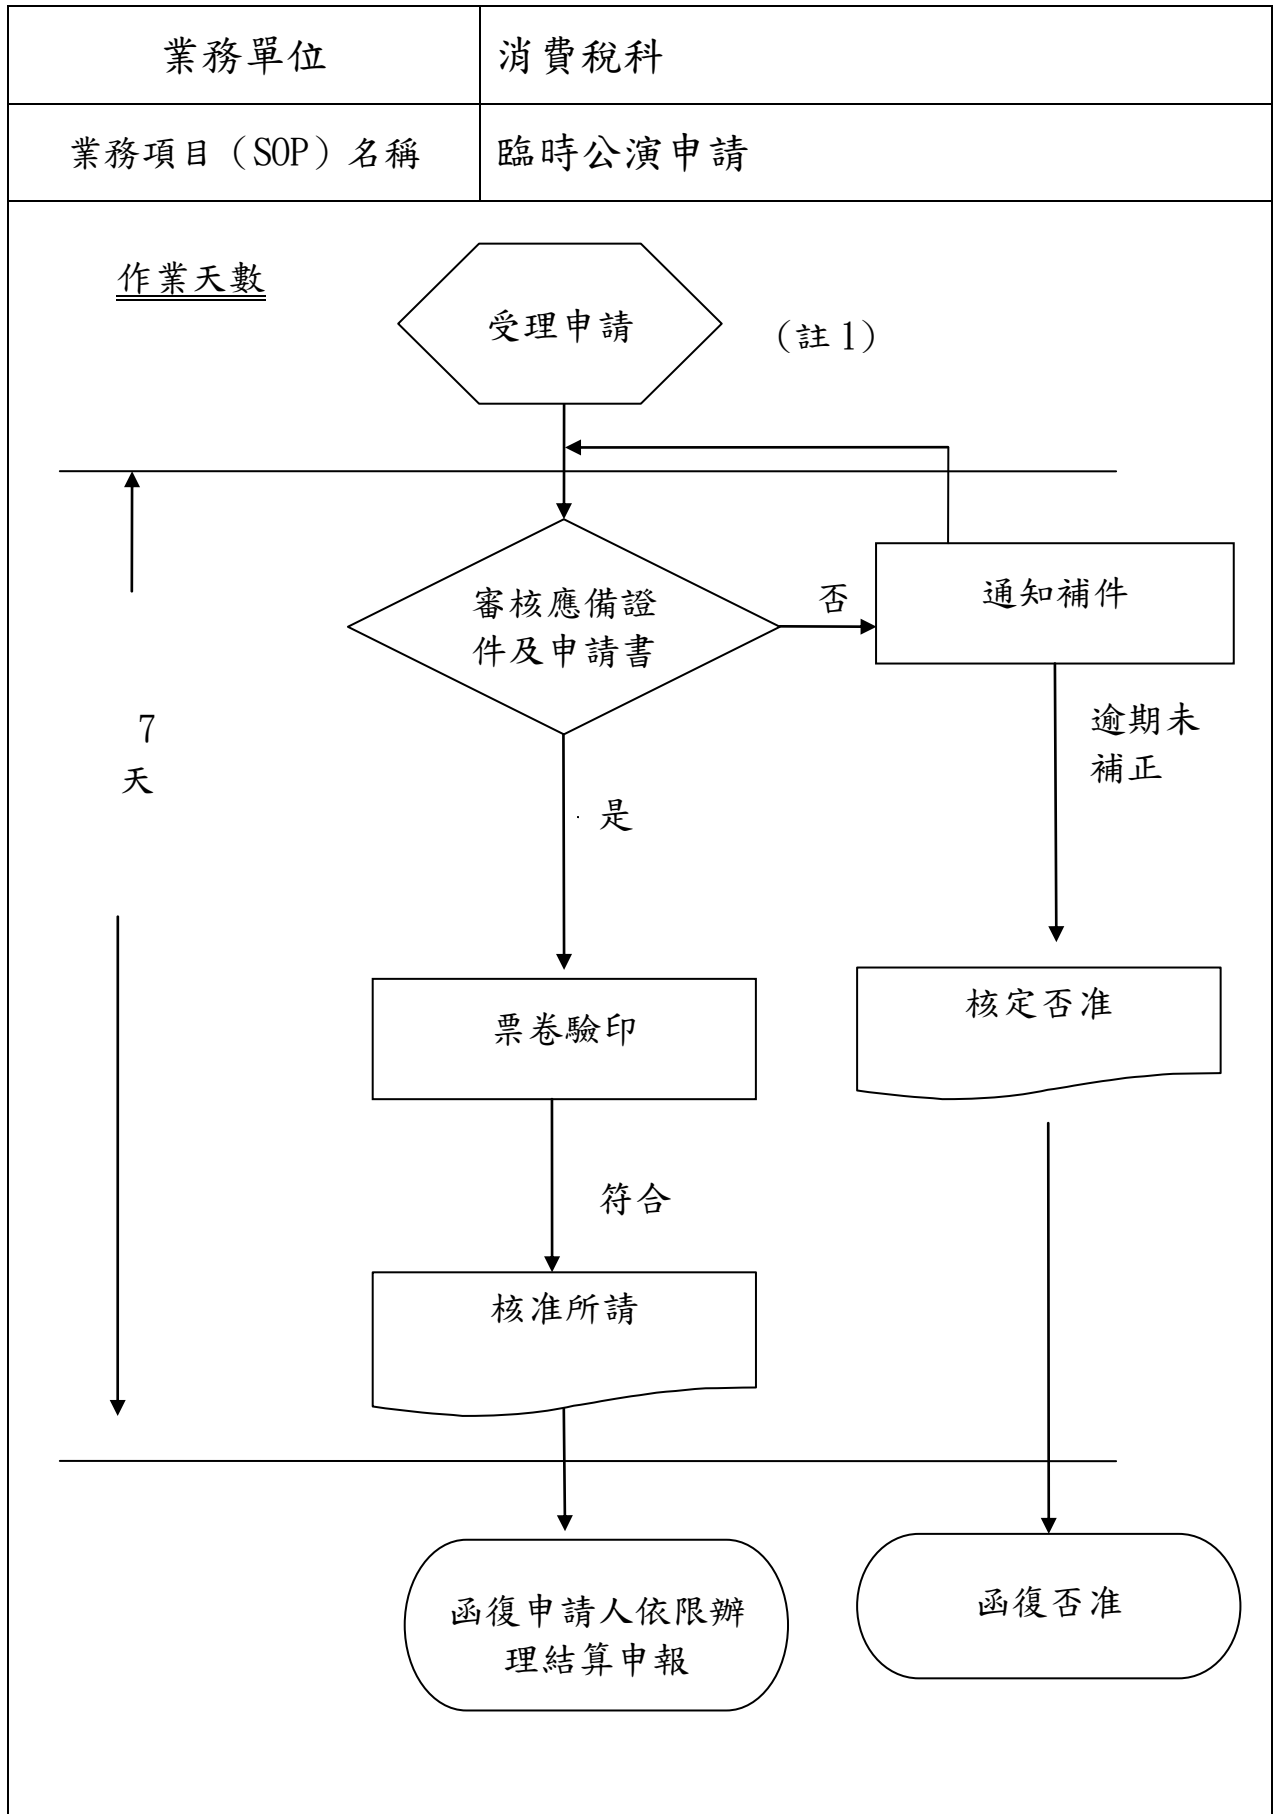 業務單位
消費稅科
業務項目（SOP）名稱
臨時公演申請
作業天數
受理申請
（註 1）
審核應備證
件及申請書
否
通知補件
7
天
逾期未
補正
是
票卷驗印
核定否准
符合
核准所請
函復申請人依限辦
理結算申報
函復否准